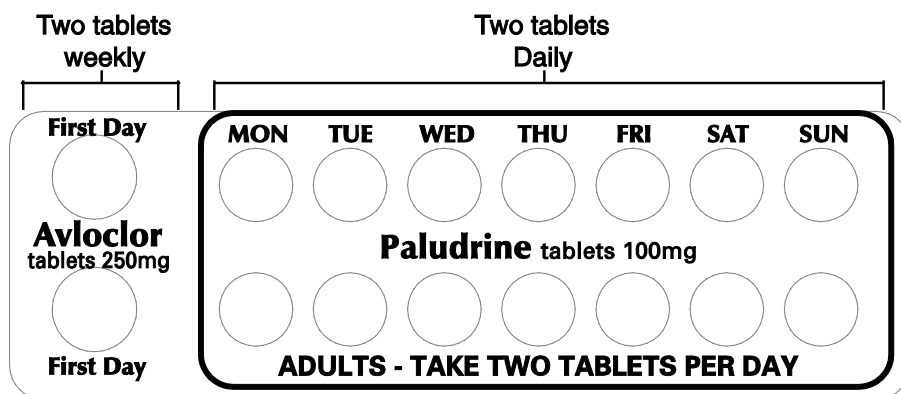 Two tablets
weekly
Two tablets
Daily
First Day
MON TUE WED THU FRI SAT SUN
Avloclor
tablets 250mg
Paludrine tablets 100mg
First Day
ADULTS - TAKE TWO TABLETS PER DAY